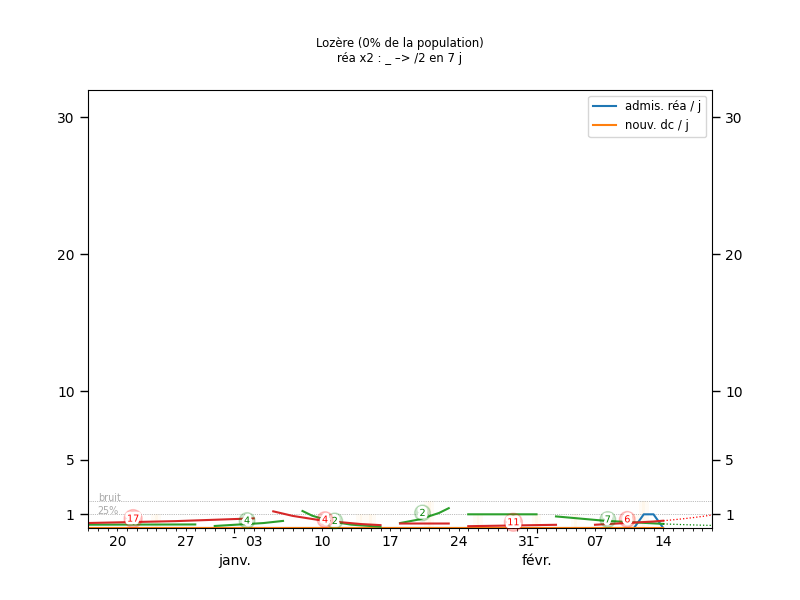 Lozère (0% de la population)
réa x2 : _ –> /2 en 7 j
admis. réa / j
nouv. dc / j
30 30
20 20
10 10
5 5
bruit
25%
1 1
17 4 4 2 2 11 7 6
20 27 - 03 10 17 24 31- 07 14
janv. févr.